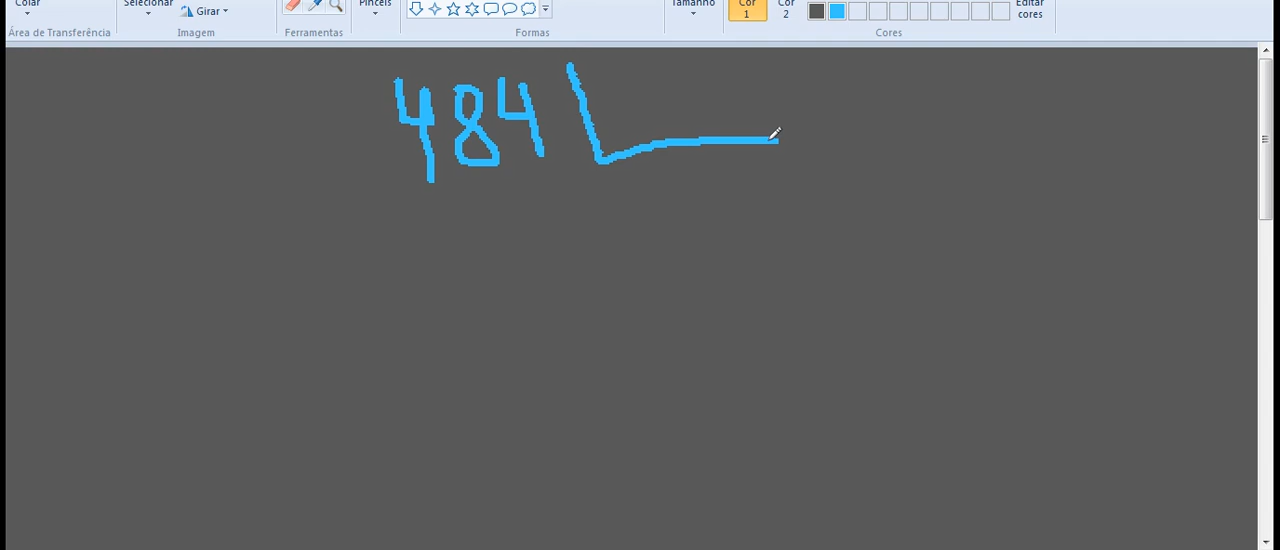 Colar
Selecionar
Girar
Pincéis
Tamanho
Cor 1
Cor 2
Editar cores
Área de Transferência
Imagem
Ferramentas
Formas
Cores
484